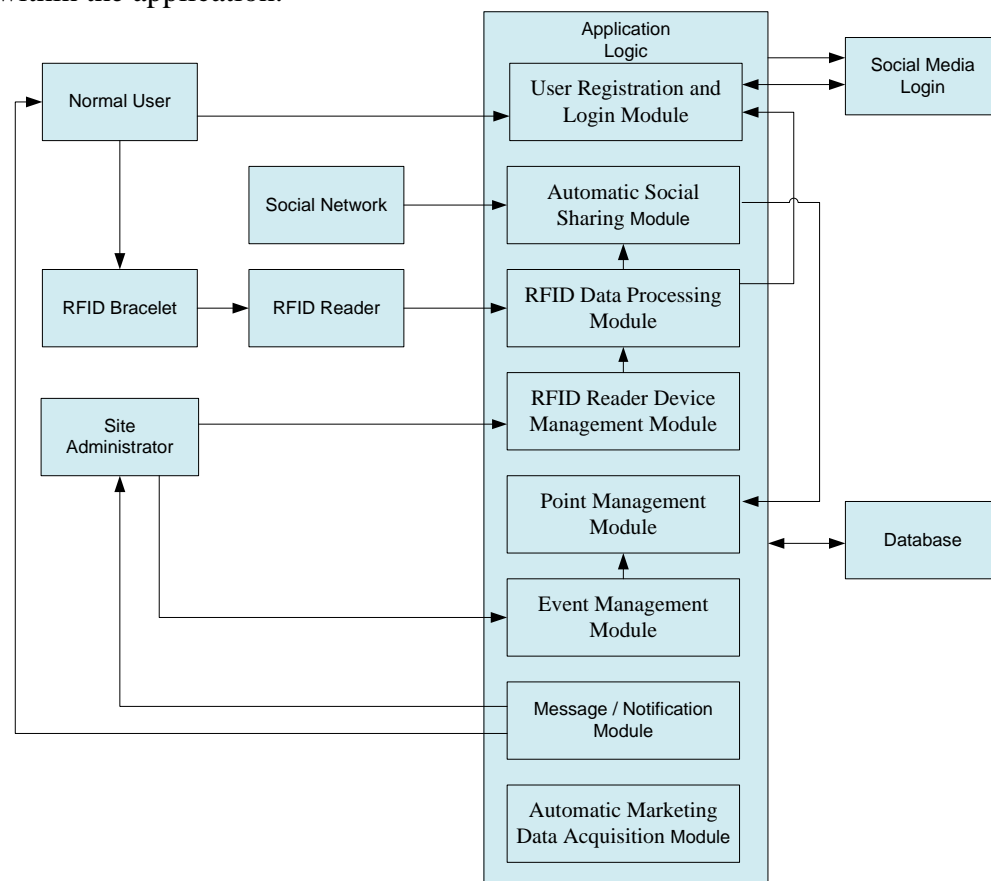 within the application.
Application
Logic
Social Media
Login
Normal User
User Registration and
Login Module
Social Network
Automatic Social
Sharing Module
RFID Bracelet
RFID Reader
RFID Data Processing
Module
Site
Administrator
RFID Reader Device
Management Module
Point Management
Module
Database
Event Management
Module
Message / Notification
Module
Automatic Marketing
Data Acquisition Module